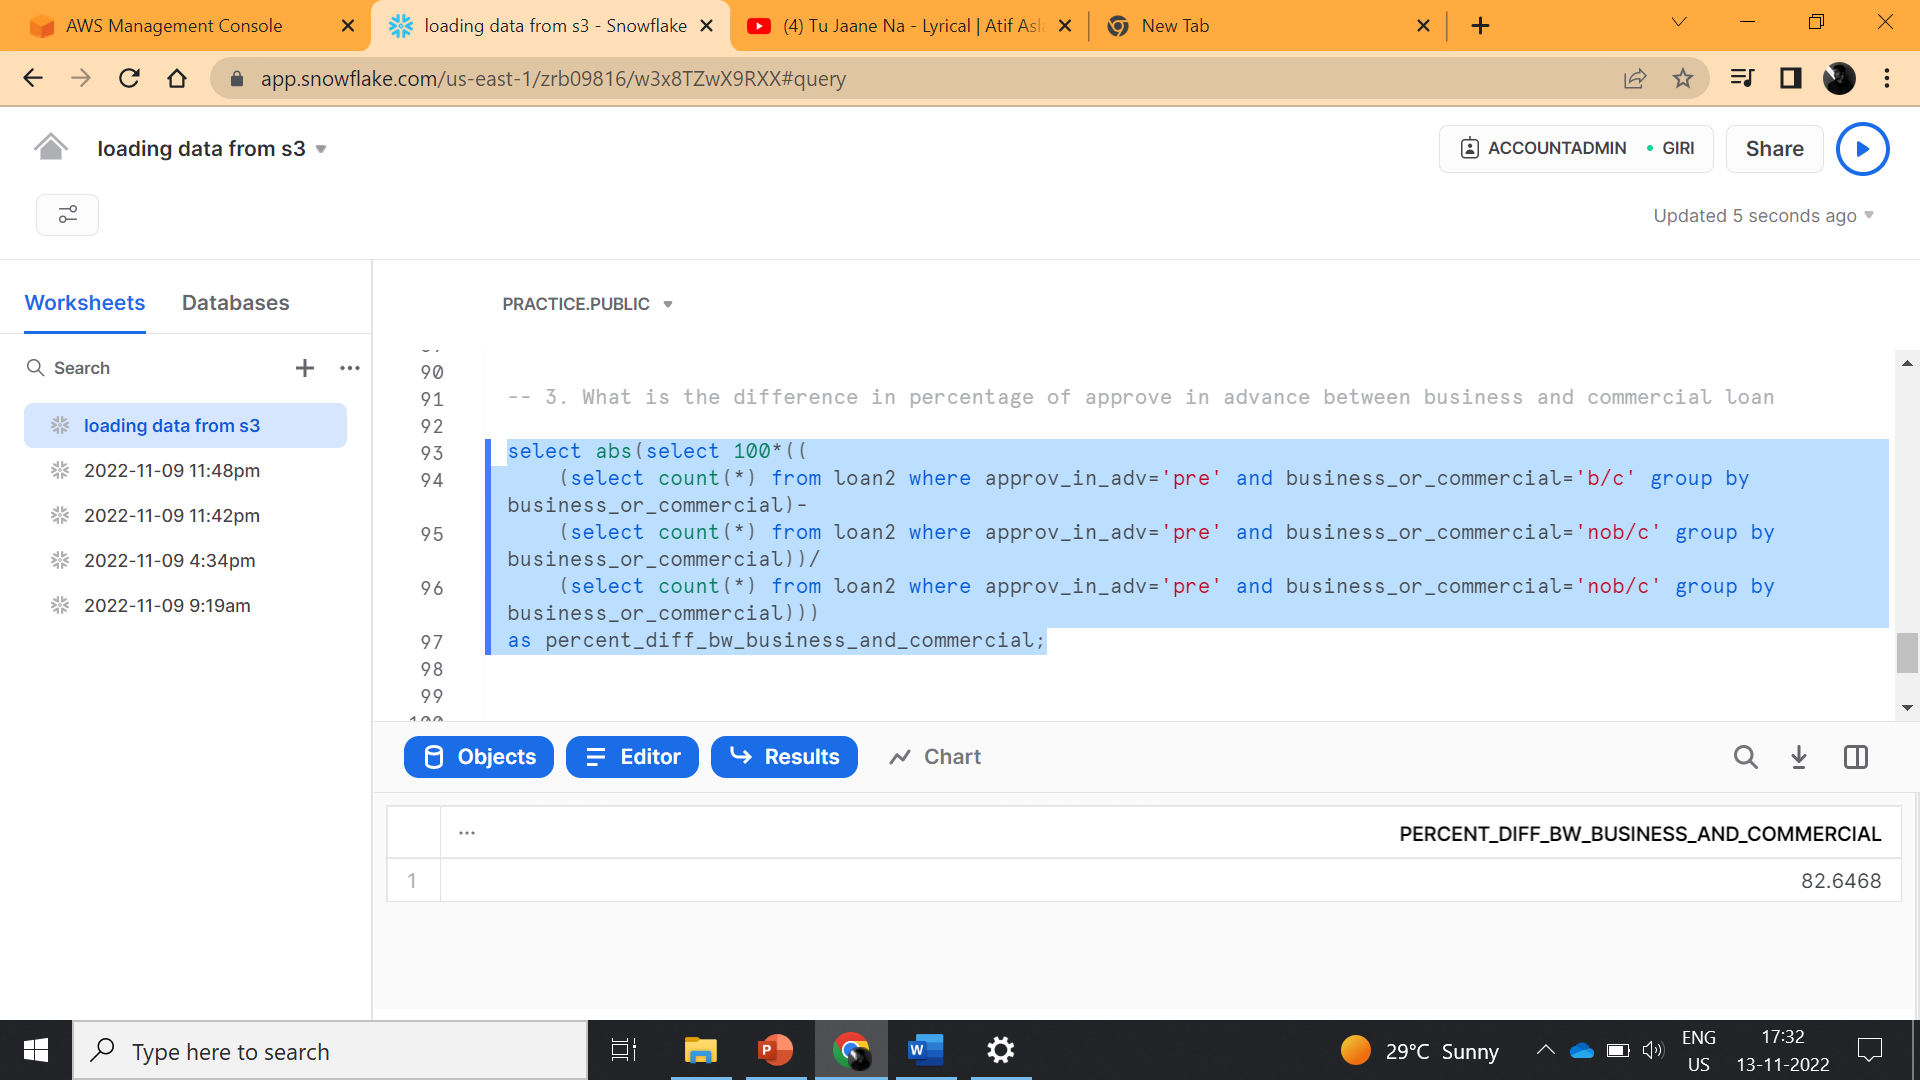 AWS Management Console
loading data from s3 - Snowflake
(4) Tu Jaane Na - Lyrical | Atif Asl
New Tab
app.snowflake.com/us-east-1/zrb09816/w3x8TZwX9RXX#query
loading data from s3
ACCOUNTADMIN • GIRI
Share
Updated 5 seconds ago
Worksheets
Databases
PRACTICE.PUBLIC
Search
loading data from s3
2022-11-09 11:48pm
2022-11-09 11:42pm
2022-11-09 4:34pm
2022-11-09 9:19am
90
91 -- 3. What is the difference in percentage of approve in advance between business and commercial loan
92
93 select abs(select 100*((
94 (select count(*) from loan2 where approv_in_adv='pre' and business_or_commercial='b/c' group by
business_or_commercial)-
95 (select count(*) from loan2 where approv_in_adv='pre' and business_or_commercial='nob/c' group by
business_or_commercial))/
96 (select count(*) from loan2 where approv_in_adv='pre' and business_or_commercial='nob/c' group by
business_or_commercial)))
97 as percent_diff_bw_business_and_commercial;
98
99
Objects
Editor
Results
Chart
... PERCENT_DIFF_BW_BUSINESS_AND_COMMERCIAL
1 82.6468
Type here to search
29°C Sunny
ENG
US
17:32
13-11-2022